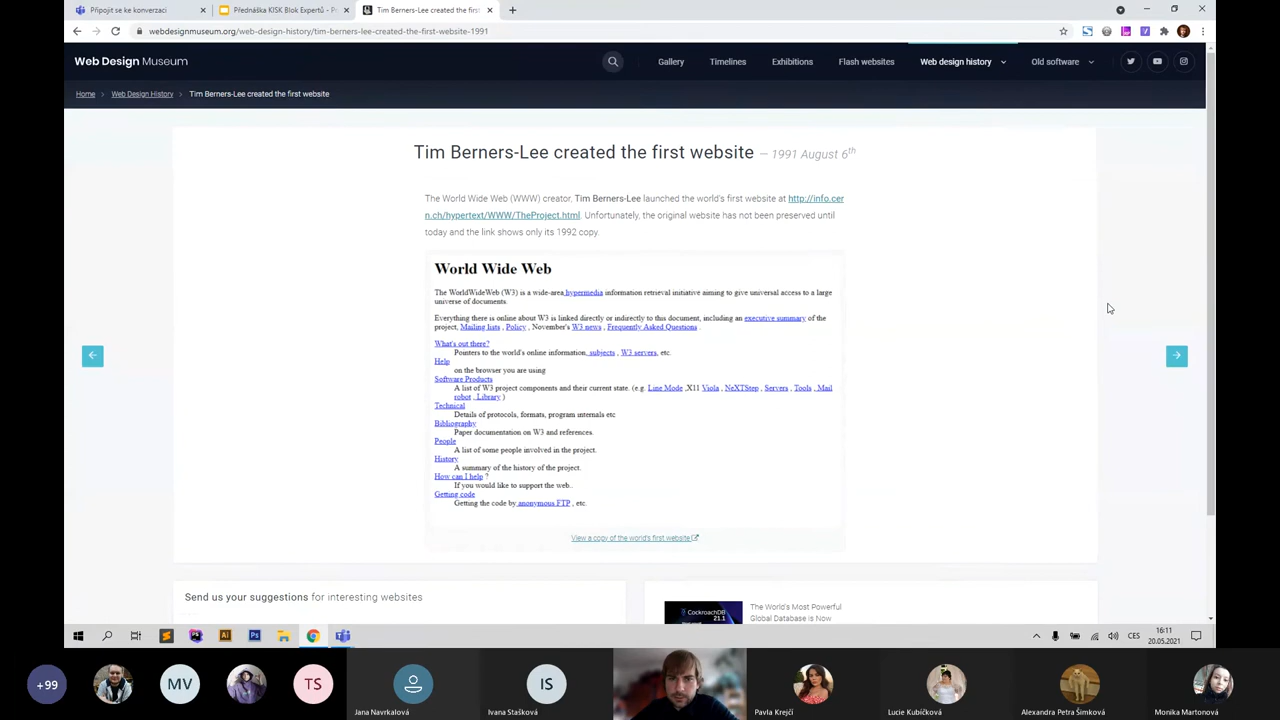 Připojit se ke konverzaci
Přednáška KISK Blok Expertů - P
Tim Berners-Lee created the first
webdesignmuseum.org/web-design-history/tim-berners-lee-created-the-first-website-1991
Web Design Museum
Gallery
Timelines
Exhibitions
Flash websites
Web design history
Old software
Home > Web Design History > Tim Berners-Lee created the first website
Tim Berners-Lee created the first website — 1991 August 6th
The World Wide Web (WWW) creator, Tim Berners-Lee launched the world's first website at http://info.cer
n.ch/hypertext/WWW/TheProject.html. Unfortunately, the original website has not been preserved until
today and the link shows only its 1992 copy.
World Wide Web
The WorldWideWeb (W3) is a wide-area hypermedia information retrieval initiative aiming to give universal access to a large
universe of documents.
Everything there is online about W3 is linked directly or indirectly to this document, including an executive summary of the
project, Mailing lists , Policy , November's W3 news , Frequently Asked Questions .
What's out there?
Pointers to the world's online information, subjects , W3 servers, etc.
Help
on the browser you are using
Software Products
A list of W3 project components and their current state. (e.g. Line Mode ,X11 Viola , NeXTStep , Servers , Tools , Mail
robot , Library )
Technical
Details of protocols, formats, program internals etc
Bibliography
Paper documentation on W3 and references.
People
A list of some people involved in the project.
History
A summary of the history of the project.
How can I help ?
If you would like to support the web..
Getting code
Getting the code by anonymous FTP , etc.
View a copy of the world's first website
Send us your suggestions for interesting websites
CockroachDB
21.1
The World's Most Powerful
Global Database is Now
CES
16:11
20.05.2021
+99
MV
TS
IS
Jana Navrkalová
Ivana Stašková
Pavla Krejčí
Lucie Kubíčková
Alexandra Petra Šimková
Monika Martonová